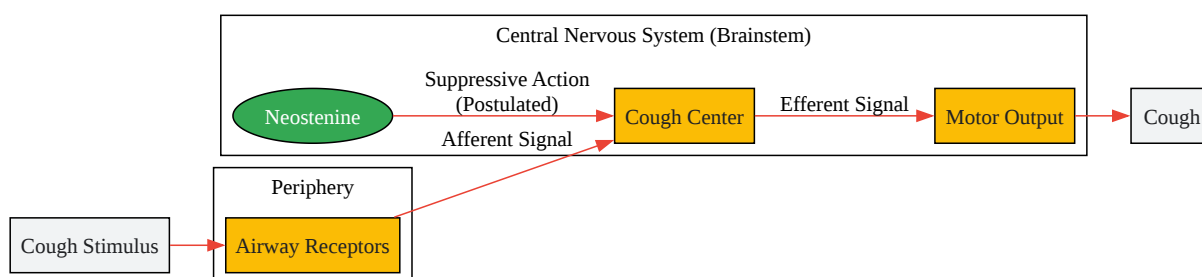 Central Nervous System (Brainstem)
Suppressive Action
(Postulated)
Neostenine
Cough Center
Efferent Signal
Motor Output
Cough
Afferent Signal
Periphery
Cough Stimulus
Airway Receptors